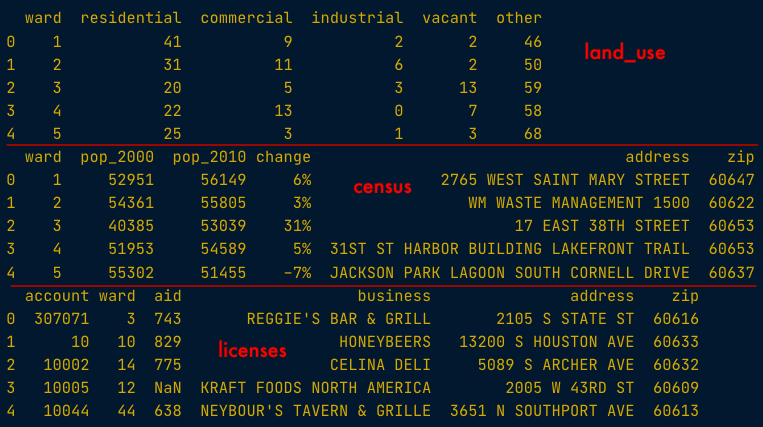 ward residential commercial industrial vacant other
0 1 41 9 2 2 46
land_use
1 2 31 11 6 2 50
2 3 20 5 3 13 59
3 4 22 13 0 7 58
4 5 25 3 1 3 68
ward pop_2000 pop_2010 change address zip
0 1 52951 56149 6% 2765 WEST SAINT MARY STREET 60647
census
1 2 54361 55805 3% WM WASTE MANAGEMENT 1500 60622
2 3 40385 53039 31% 17 EAST 38TH STREET 60653
3 4 51953 54589 5% 31ST ST HARBOR BUILDING LAKEFRONT TRAIL 60653
4 5 55302 51455 -7% JACKSON PARK LAGOON SOUTH CORNELL DRIVE 60637
account ward aid business address zip
0 307071 3 743 REGGIE'S BAR & GRILL 2105 S STATE ST 60616
1 10 10 829 HONEYBEERS 13200 S HOUSTON AVE 60633
licenses
2 10002 14 775 CELINA DELI 5089 S ARCHER AVE 60632
3 10005 12 NaN KRAFT FOODS NORTH AMERICA 2005 W 43RD ST 60609
4 10044 44 638 NEYBOUR'S TAVERN & GRILLE 3651 N SOUTHPORT AVE 60613